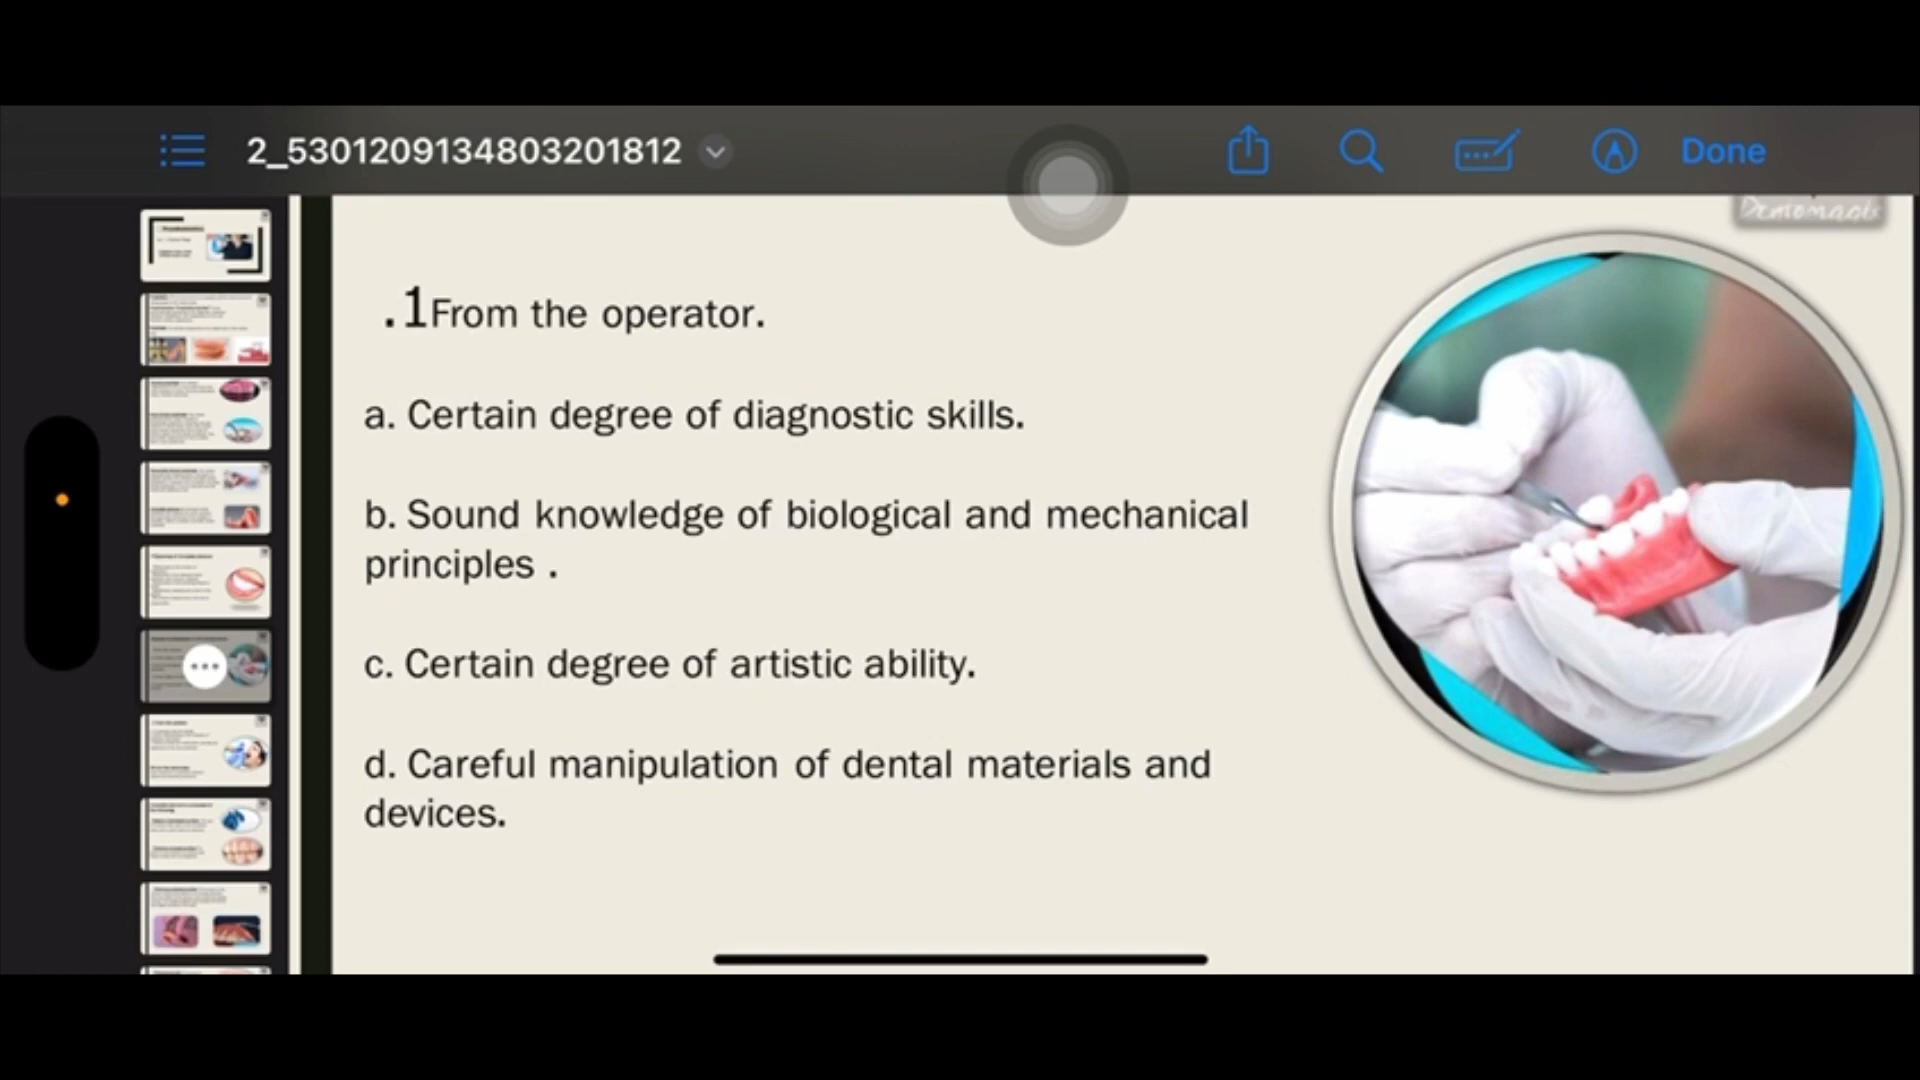 2_5301209134803201812
Done
Dentomagix
.1From the operator.
a. Certain degree of diagnostic skills.
b. Sound knowledge of biological and mechanical
principles .
c. Certain degree of artistic ability.
d. Careful manipulation of dental materials and
devices.